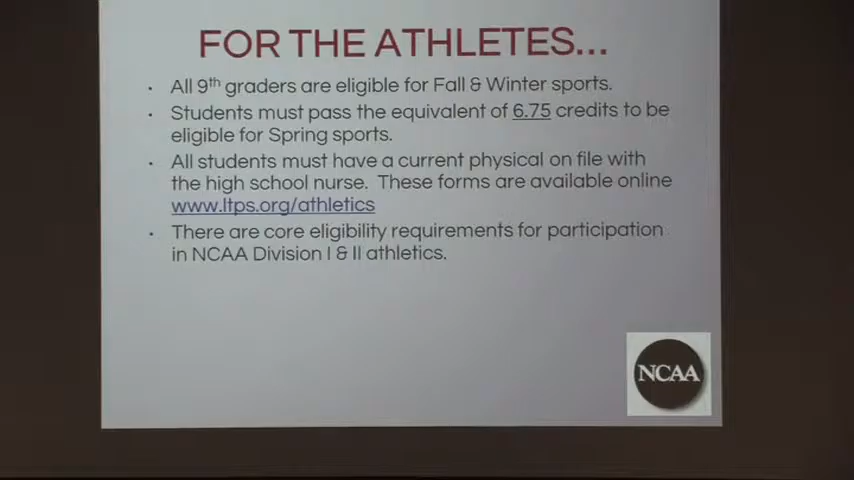 FOR THE ATHLETES...
· All 9th graders are eligible for Fall & Winter sports.
· Students must pass the equivalent of 6.75 credits to be
eligible for Spring sports.
· All students must have a current physical on file with
the high school nurse. These forms are available online
www.ltps.org/athletics
· There are core eligibility requirements for participation
in NCAA Division I & II athletics.
NCAA